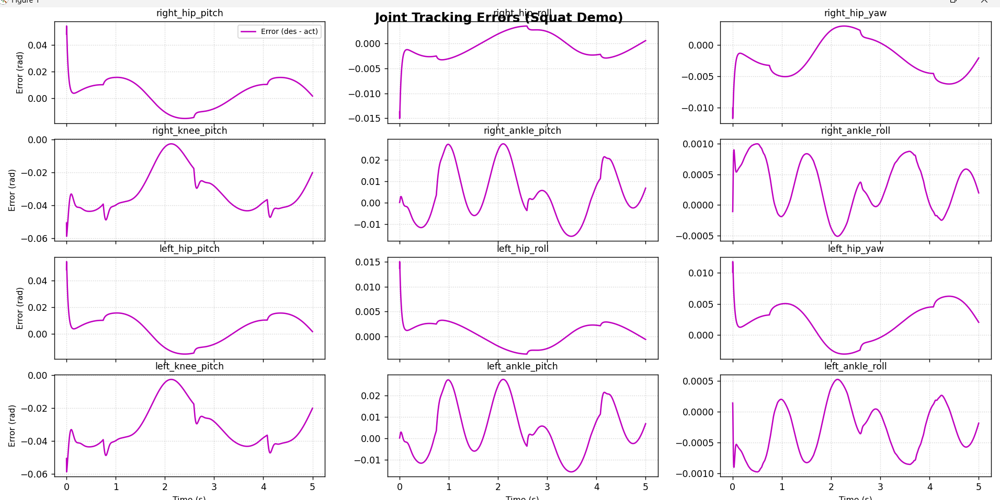 Figure 1
Joint Tracking Errors (Squat Demo)
right_hip_pitch
right_hip_roll
right_hip_yaw
Error (des - act)
Error (rad)
0.04
0.02
0.00
0.000
−0.005
−0.010
−0.015
0.000
−0.005
−0.010
right_knee_pitch
right_ankle_pitch
right_ankle_roll
Error (rad)
0.00
−0.02
−0.04
−0.06
0.02
0.01
0.00
−0.01
0.0010
0.0005
0.0000
−0.0005
left_hip_pitch
left_hip_roll
left_hip_yaw
Error (rad)
0.04
0.02
0.00
0.015
0.010
0.005
0.000
0.010
0.005
0.000
left_knee_pitch
left_ankle_pitch
left_ankle_roll
Error (rad)
0.00
−0.02
−0.04
−0.06
0.02
0.01
0.00
−0.01
0.0005
0.0000
−0.0005
−0.0010
0 1 2 3 4 5
0 1 2 3 4 5
0 1 2 3 4 5
Time (s)
Time (s)
Time (s)